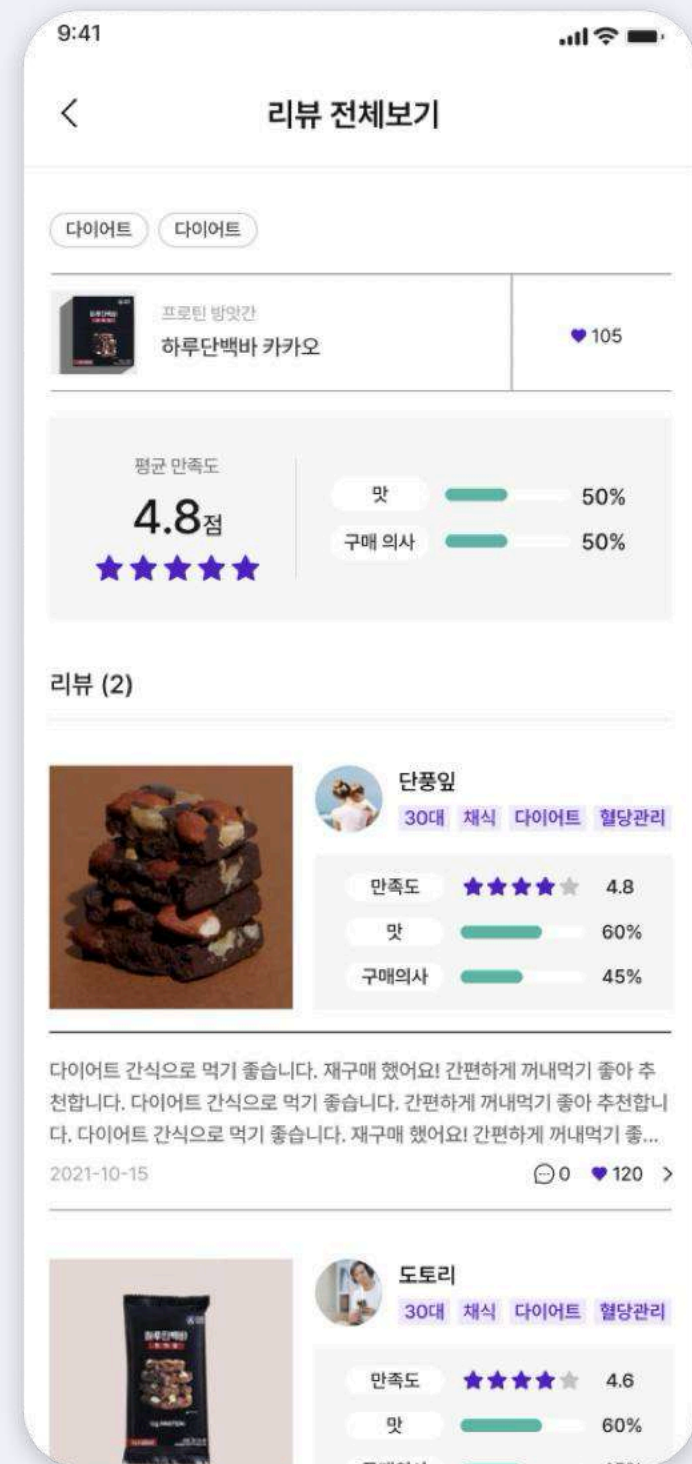 9:41
리뷰 전체보기
다이어트 다이어트
프로틴 방앗간
하루단백바 카카오
105
평균 만족도
4.8점
맛 50%
구매 의사 50%
리뷰 (2)
단풍잎
30대 채식 다이어트 혈당관리
만족도 4.8
맛 60%
구매의사 45%
다이어트 간식으로 먹기 좋습니다. 재구매 했어요! 간편하게 꺼내먹기 좋아 추
천합니다. 다이어트 간식으로 먹기 좋습니다. 간편하게 꺼내먹기 좋아 추천합니
다. 다이어트 간식으로 먹기 좋습니다. 재구매 했어요! 간편하게 꺼내먹기 좋...
2021-10-15 0 120
도토리
30대 채식 다이어트 혈당관리
하루단백바
만족도 4.6
맛 60%